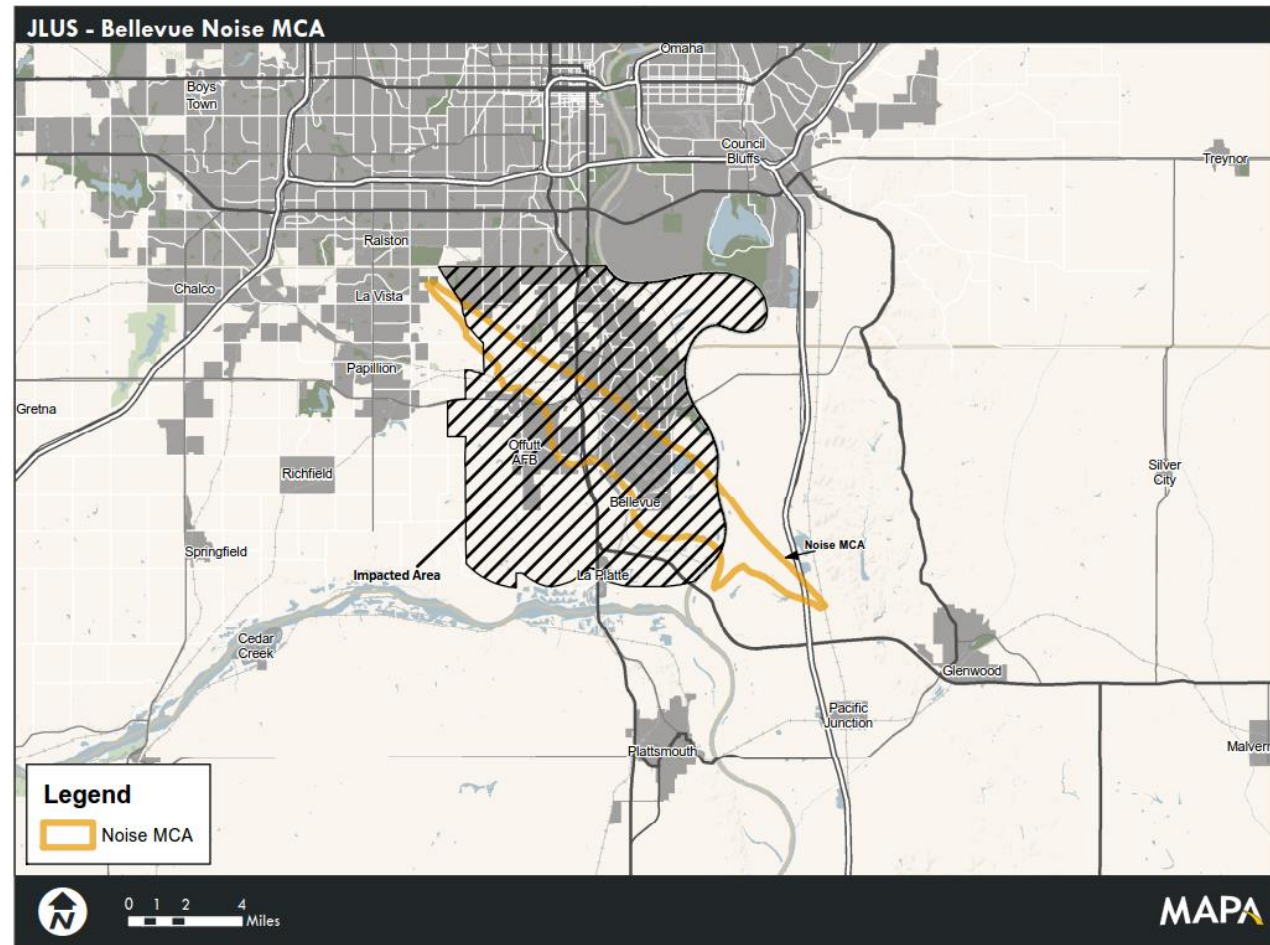 JLUS - Bellevue Noise MCA
Omaha
Boys
Town
Council
Bluffs
Treynor
Ralston
Chalco
La Vista
Papillion
Gretna
Offutt
AFB
Richfield
Silver
City
Bellevue
Springfield
Noise MCA
Impacted Area
La Platte
Cedar
Creek
Glenwood
Pacific
Junction
Plattsmouth
Malvern
Legend
Noise MCA
N
0 1 2 4
Miles
MAPA